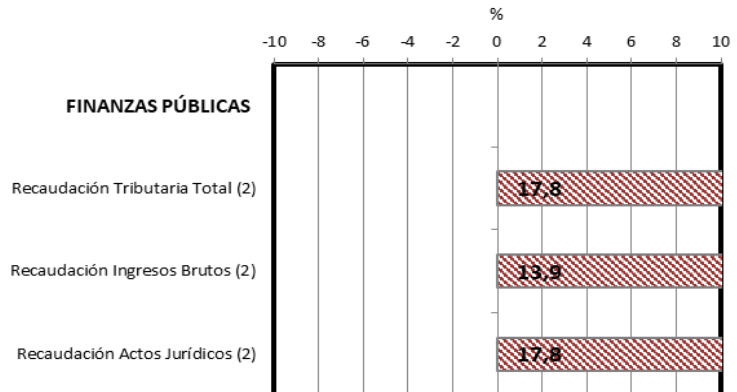 %
-10 -8 -6 -4 -2 0 2 4 6 8 10
FINANZAS PÚBLICAS
Recaudación Tributaria Total (2) 17,8
Recaudación Ingresos Brutos (2) 13,9
Recaudación Actos Jurídicos (2) 17,8